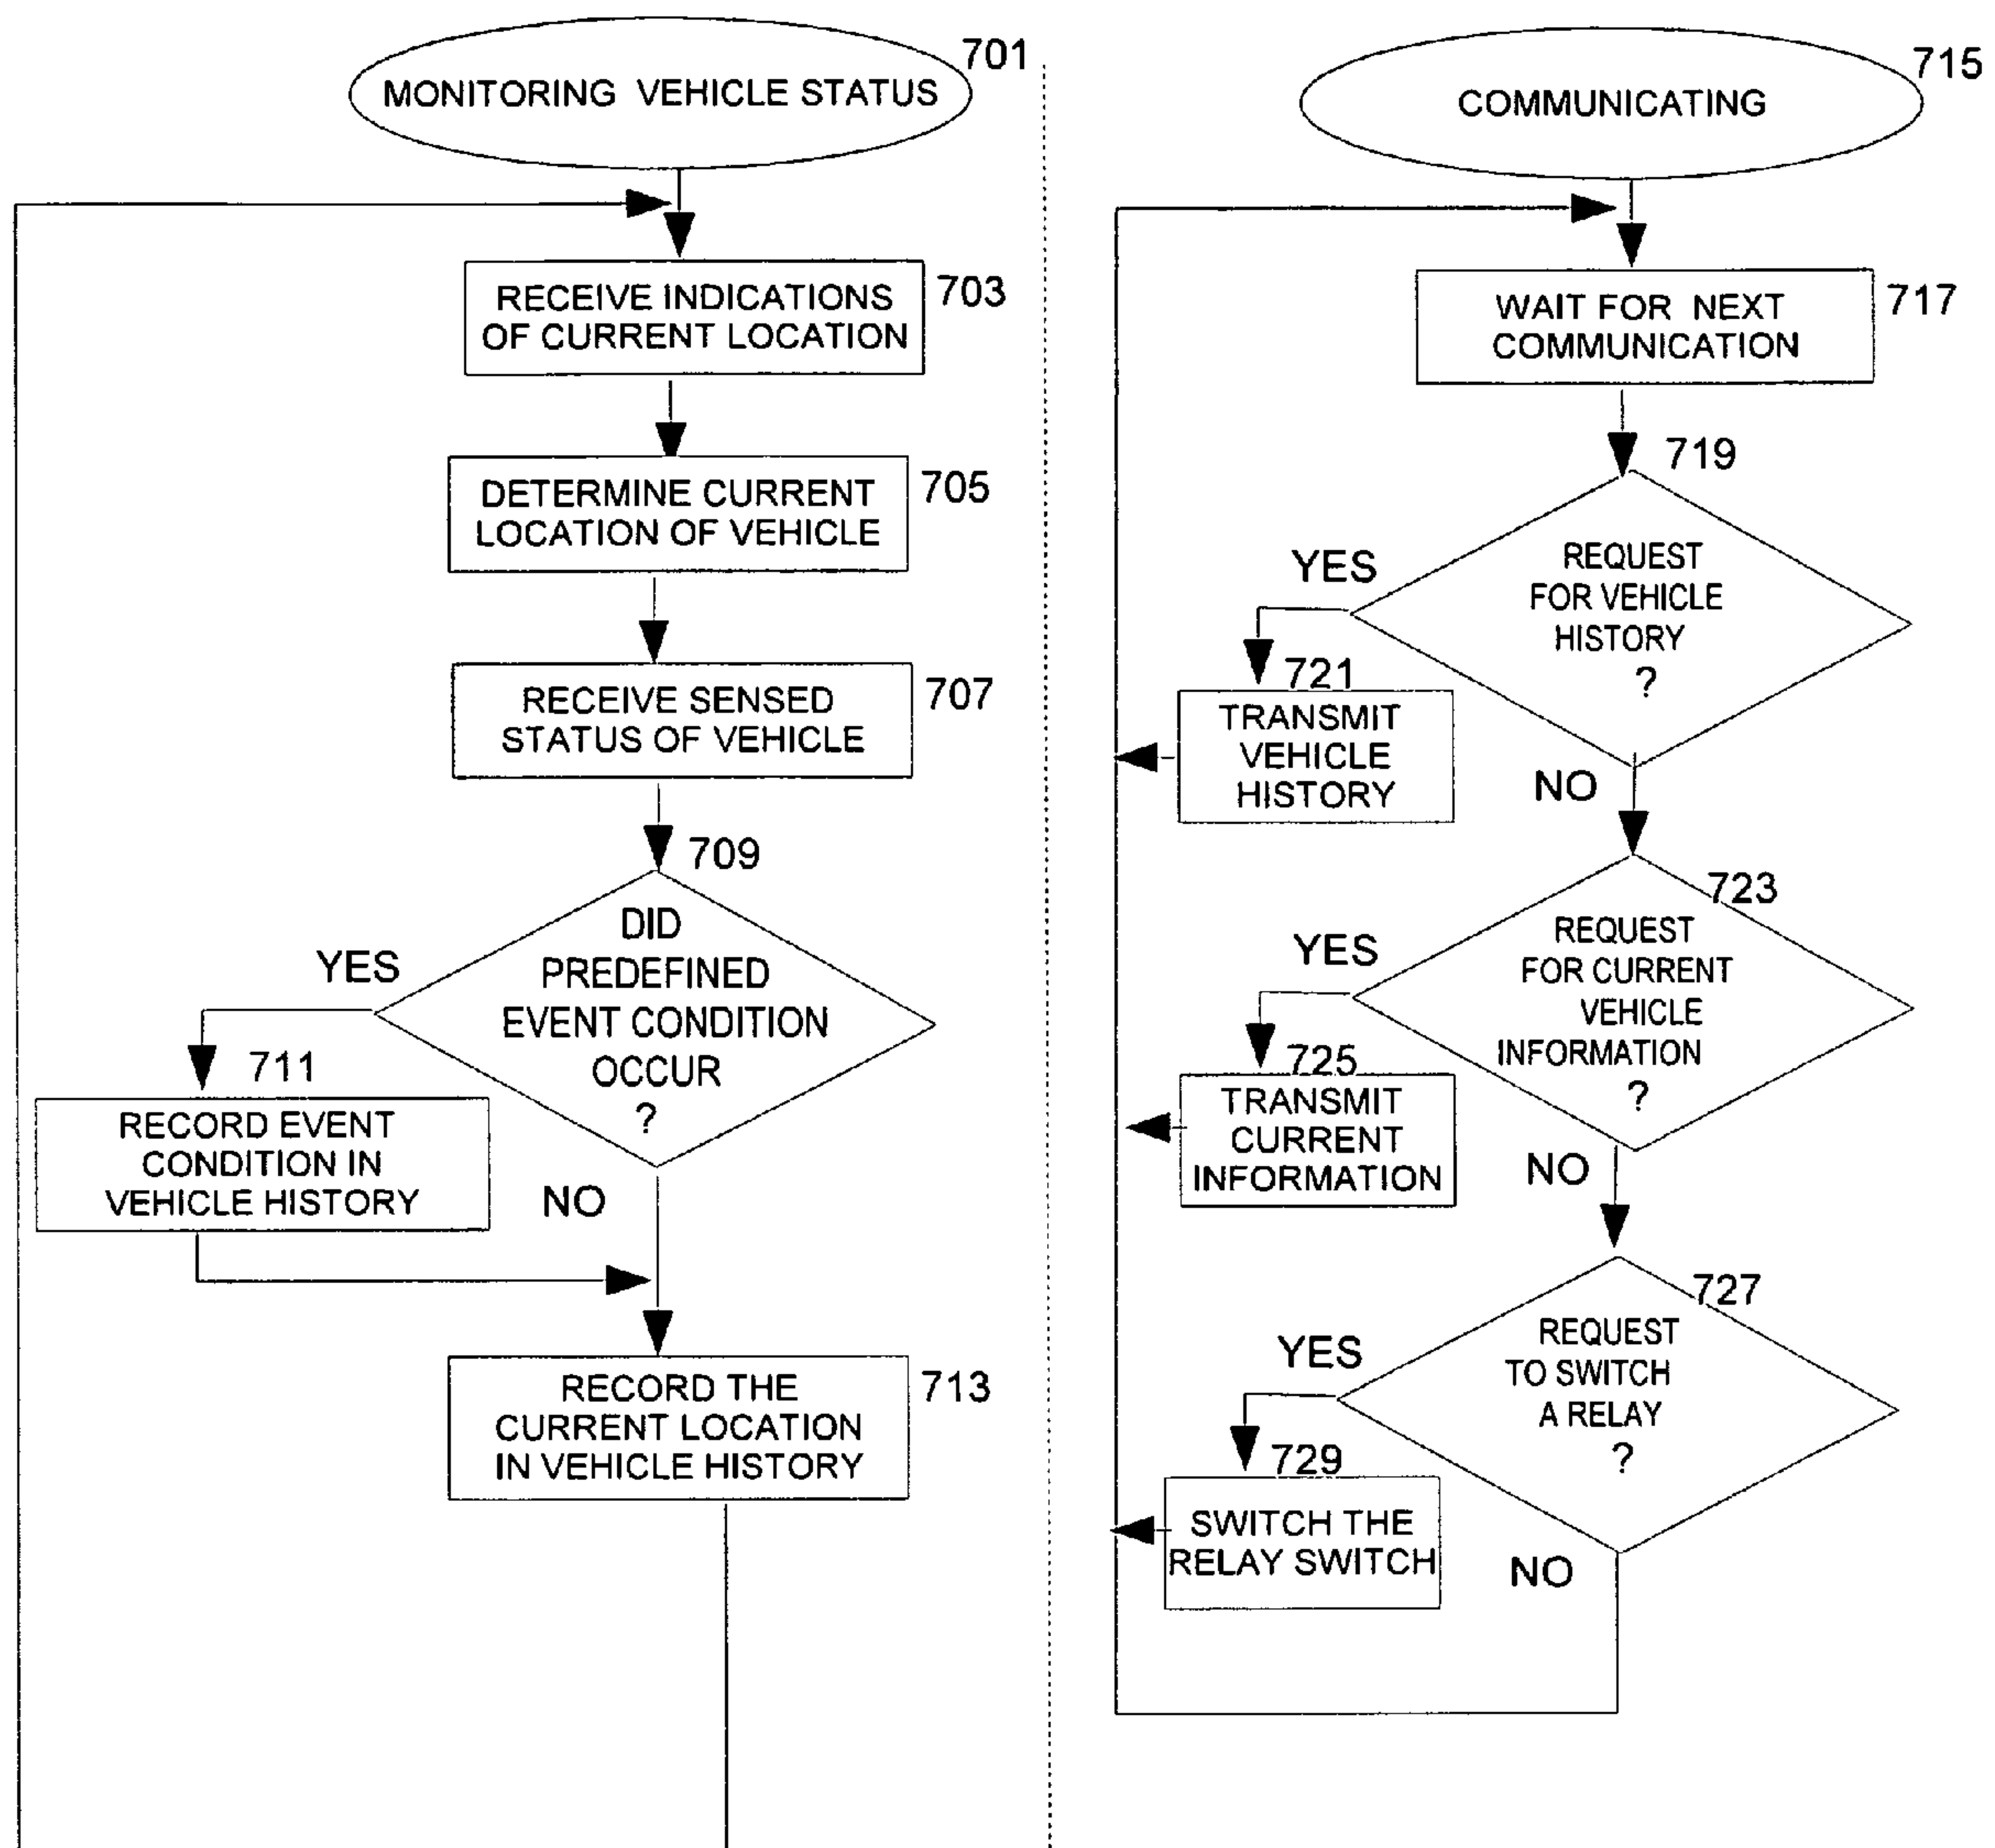 MONITORING VEHICLE STATUS
701
RECEIVE INDICATIONS
OF CURRENT LOCATION
703
DETERMINE CURRENT
LOCATION OF VEHICLE
705
RECEIVE SENSED
STATUS OF VEHICLE
707
709
DID
PREDEFINED
EVENT CONDITION
OCCUR
?
YES
711
RECORD EVENT
CONDITION IN
VEHICLE HISTORY
NO
RECORD THE
CURRENT LOCATION
IN VEHICLE HISTORY
713
COMMUNICATING
715
WAIT FOR NEXT
COMMUNICATION
717
719
REQUEST
FOR VEHICLE
HISTORY
?
YES
721
TRANSMIT
VEHICLE
HISTORY
NO
723
REQUEST
FOR CURRENT
VEHICLE
INFORMATION
?
YES
725
TRANSMIT
CURRENT
INFORMATION
NO
727
REQUEST
TO SWITCH
A RELAY
?
YES
729
SWITCH THE
RELAY SWITCH
NO